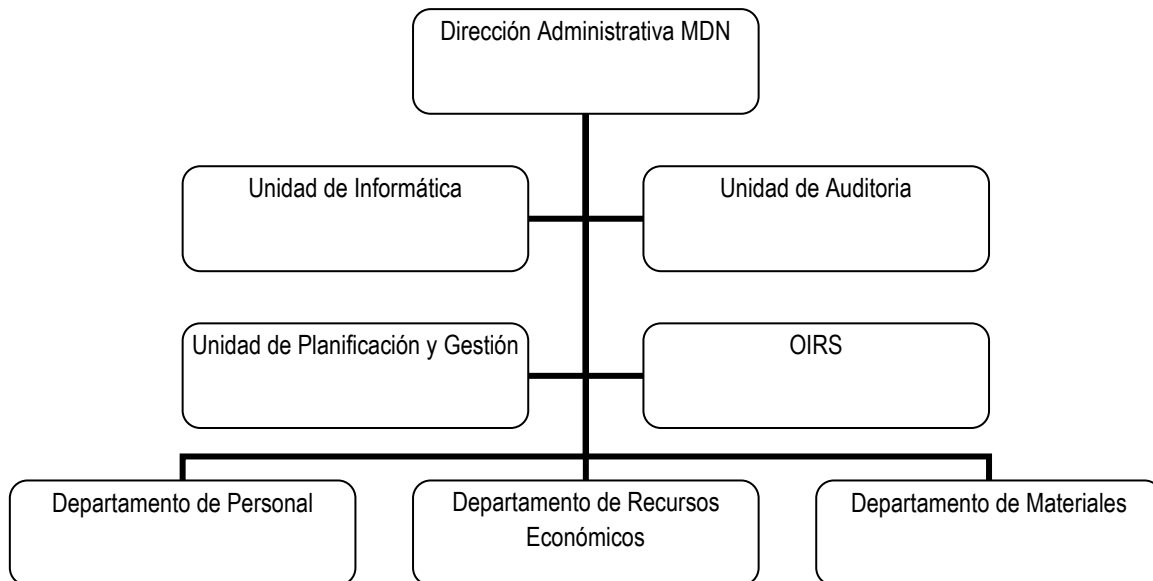 Dirección Administrativa MDN
Unidad de Informática
Unidad de Auditoria
Unidad de Planificación y Gestión
OIRS
Departamento de Personal
Departamento de Recursos
Económicos
Departamento de Materiales